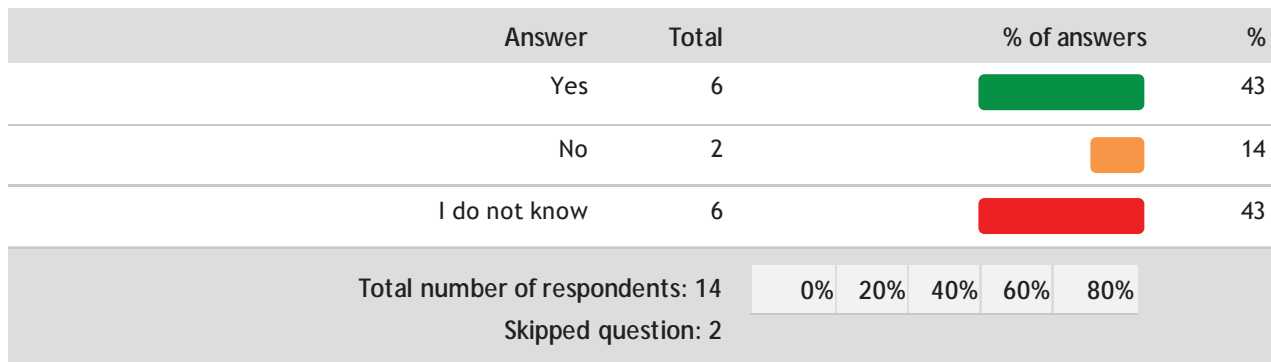 Answer Total % of answers %
Yes 6 43
No 2 14
I do not know 6 43
Total number of respondents: 14 0% 20% 40% 60% 80%
Skipped question: 2